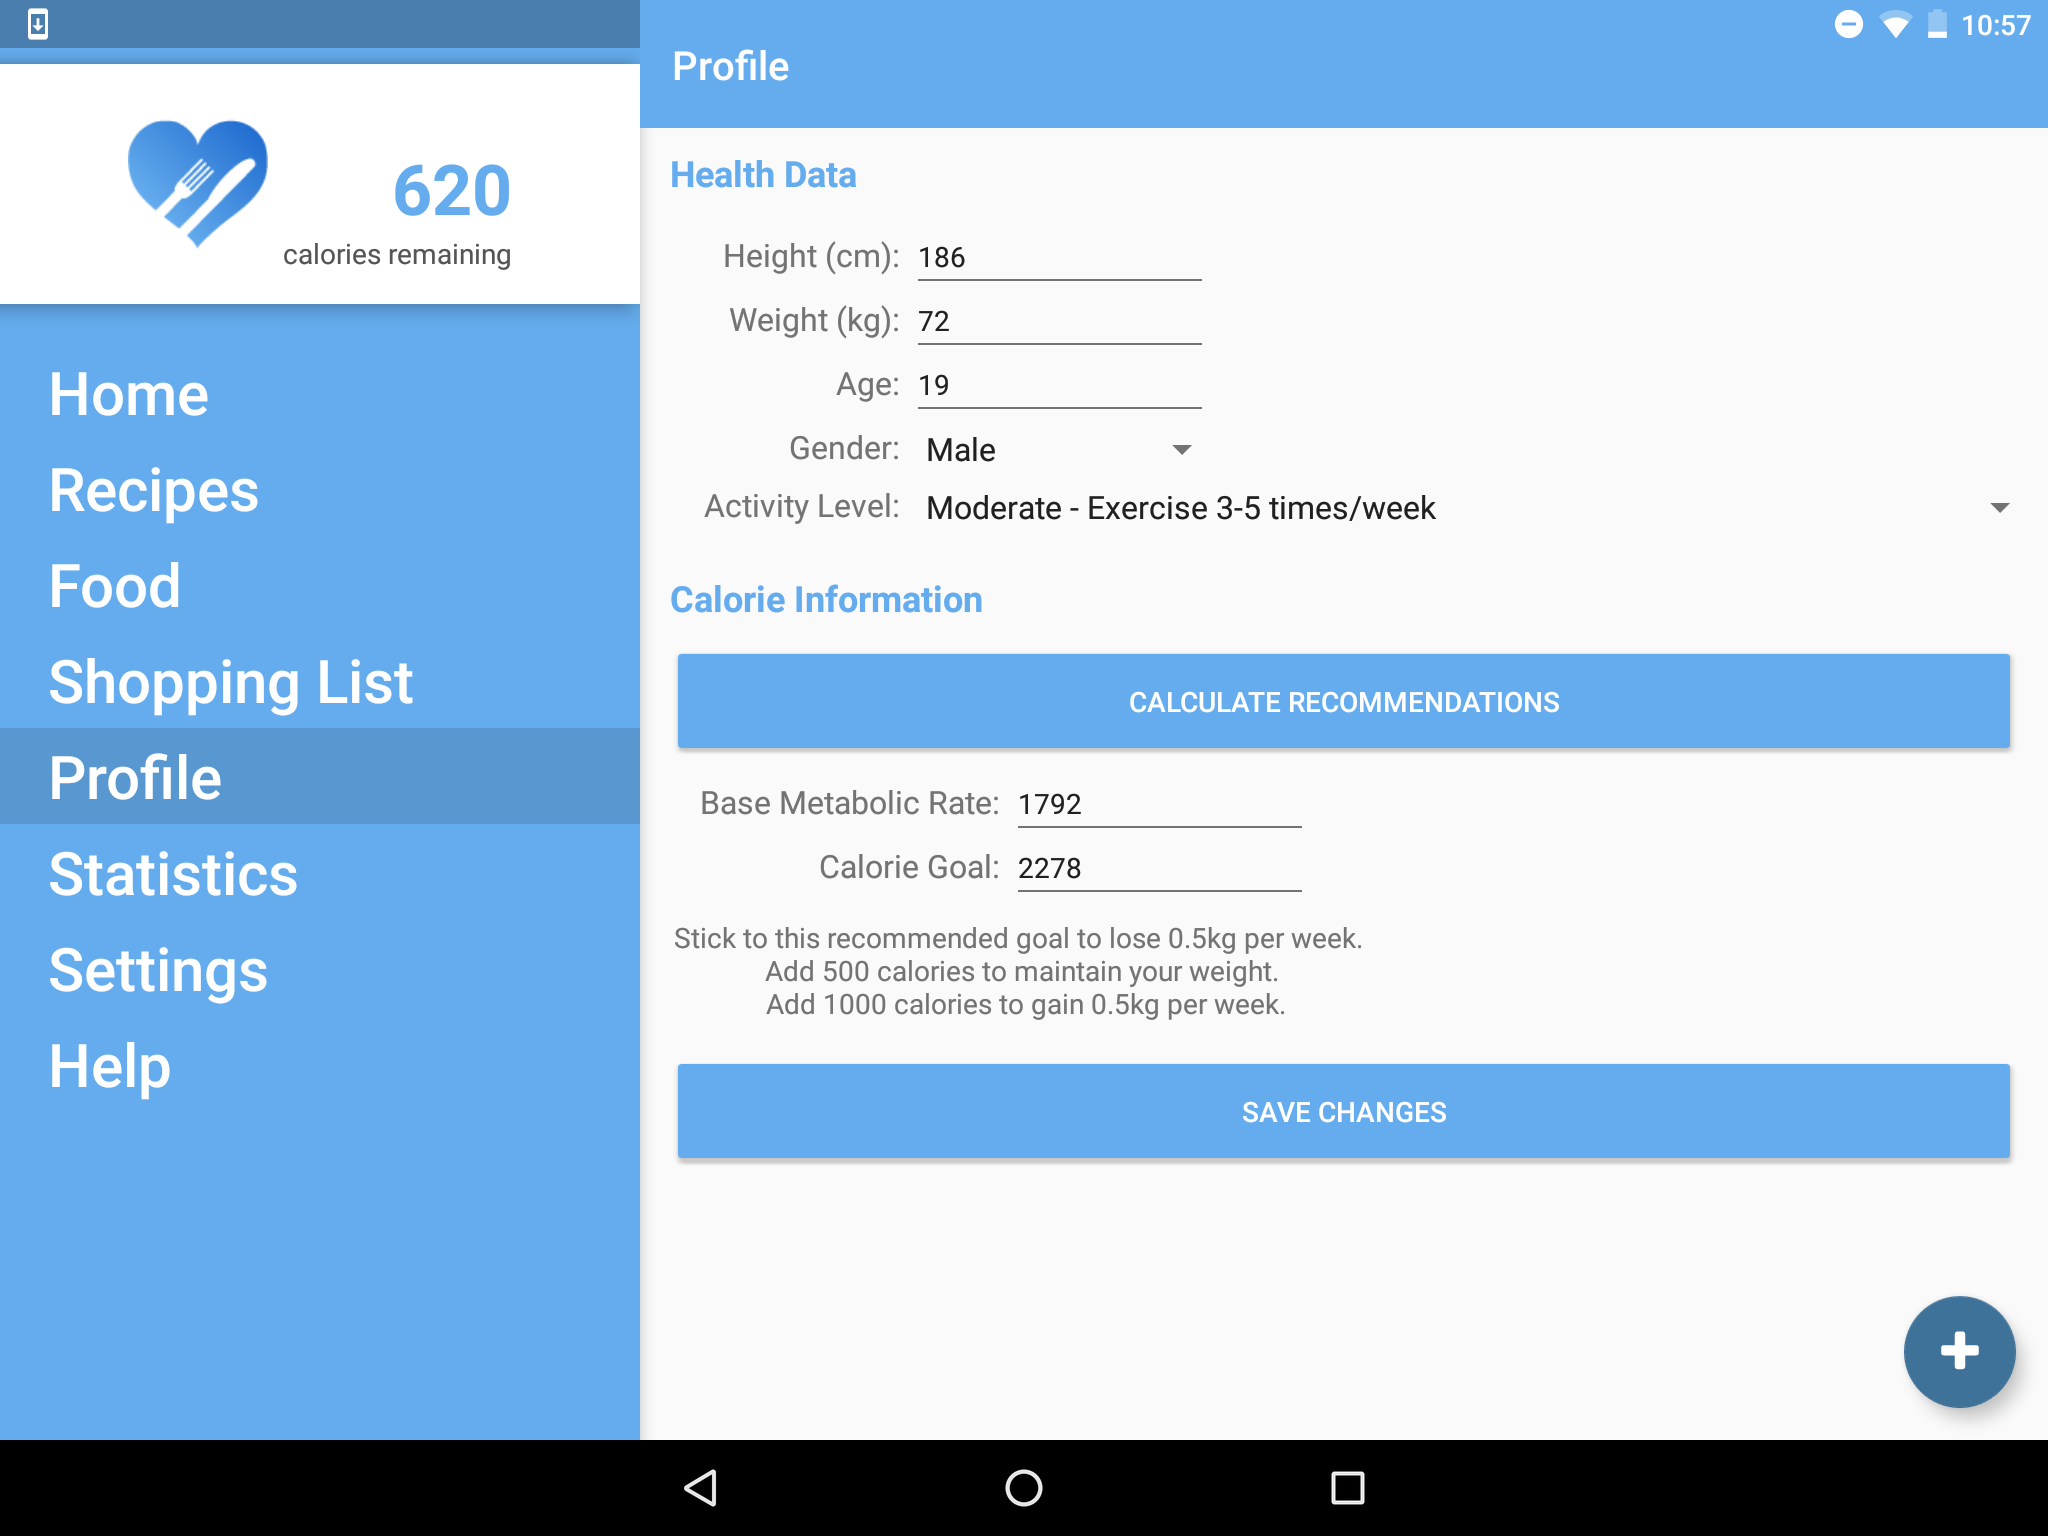 10:57
620
calories remaining
Home
Recipes
Food
Shopping List
Profile
Statistics
Settings
Help
Profile
Health Data
Height (cm): 186
Weight (kg): 72
Age: 19
Gender: Male
Activity Level: Moderate - Exercise 3-5 times/week
Calorie Information
CALCULATE RECOMMENDATIONS
Base Metabolic Rate: 1792
Calorie Goal: 2278
Stick to this recommended goal to lose 0.5kg per week.
Add 500 calories to maintain your weight.
Add 1000 calories to gain 0.5kg per week.
SAVE CHANGES